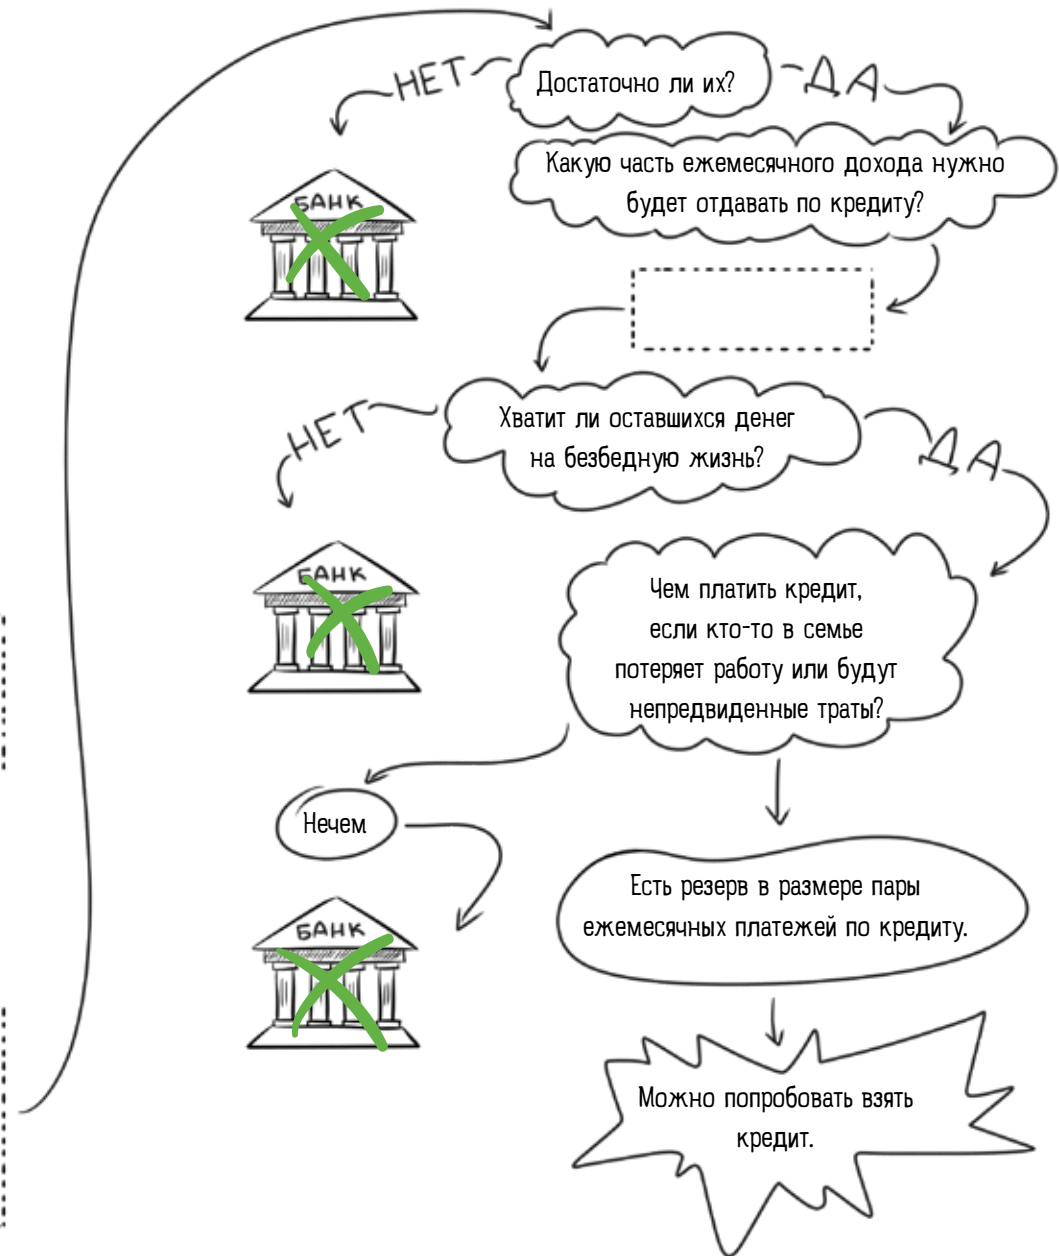 Достаточно ли их?
НЕТ
ДА
Какую часть ежемесячного дохода нужно
будет отдавать по кредиту?
БАНК
Хватит ли оставшихся денег
на безбедную жизнь?
НЕТ
ДА
БАНК
Чем платить кредит,
если кто-то в семье
потеряет работу или будут
непредвиденные траты?
Нечем
Есть резерв в размере пары
ежемесячных платежей по кредиту.
БАНК
Можно попробовать взять
кредит.